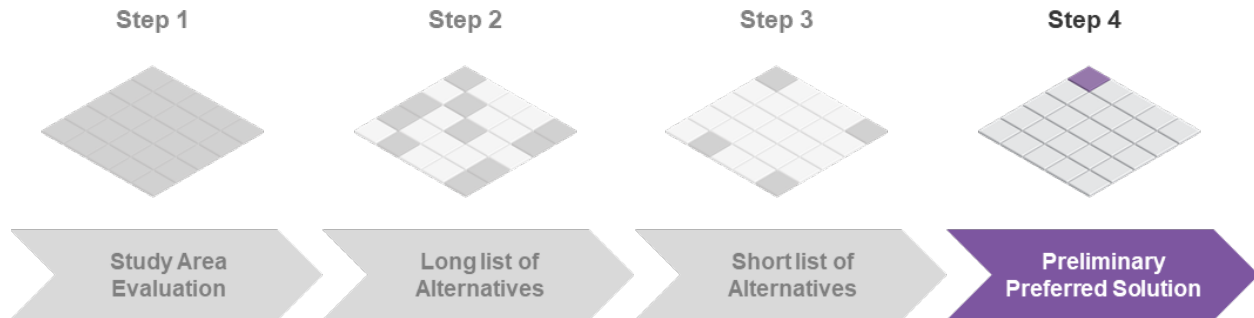 Step 1
Step 2
Step 3
Step 4
Study Area
Evaluation
Long list of
Alternatives
Short list of
Alternatives
Preliminary
Preferred Solution